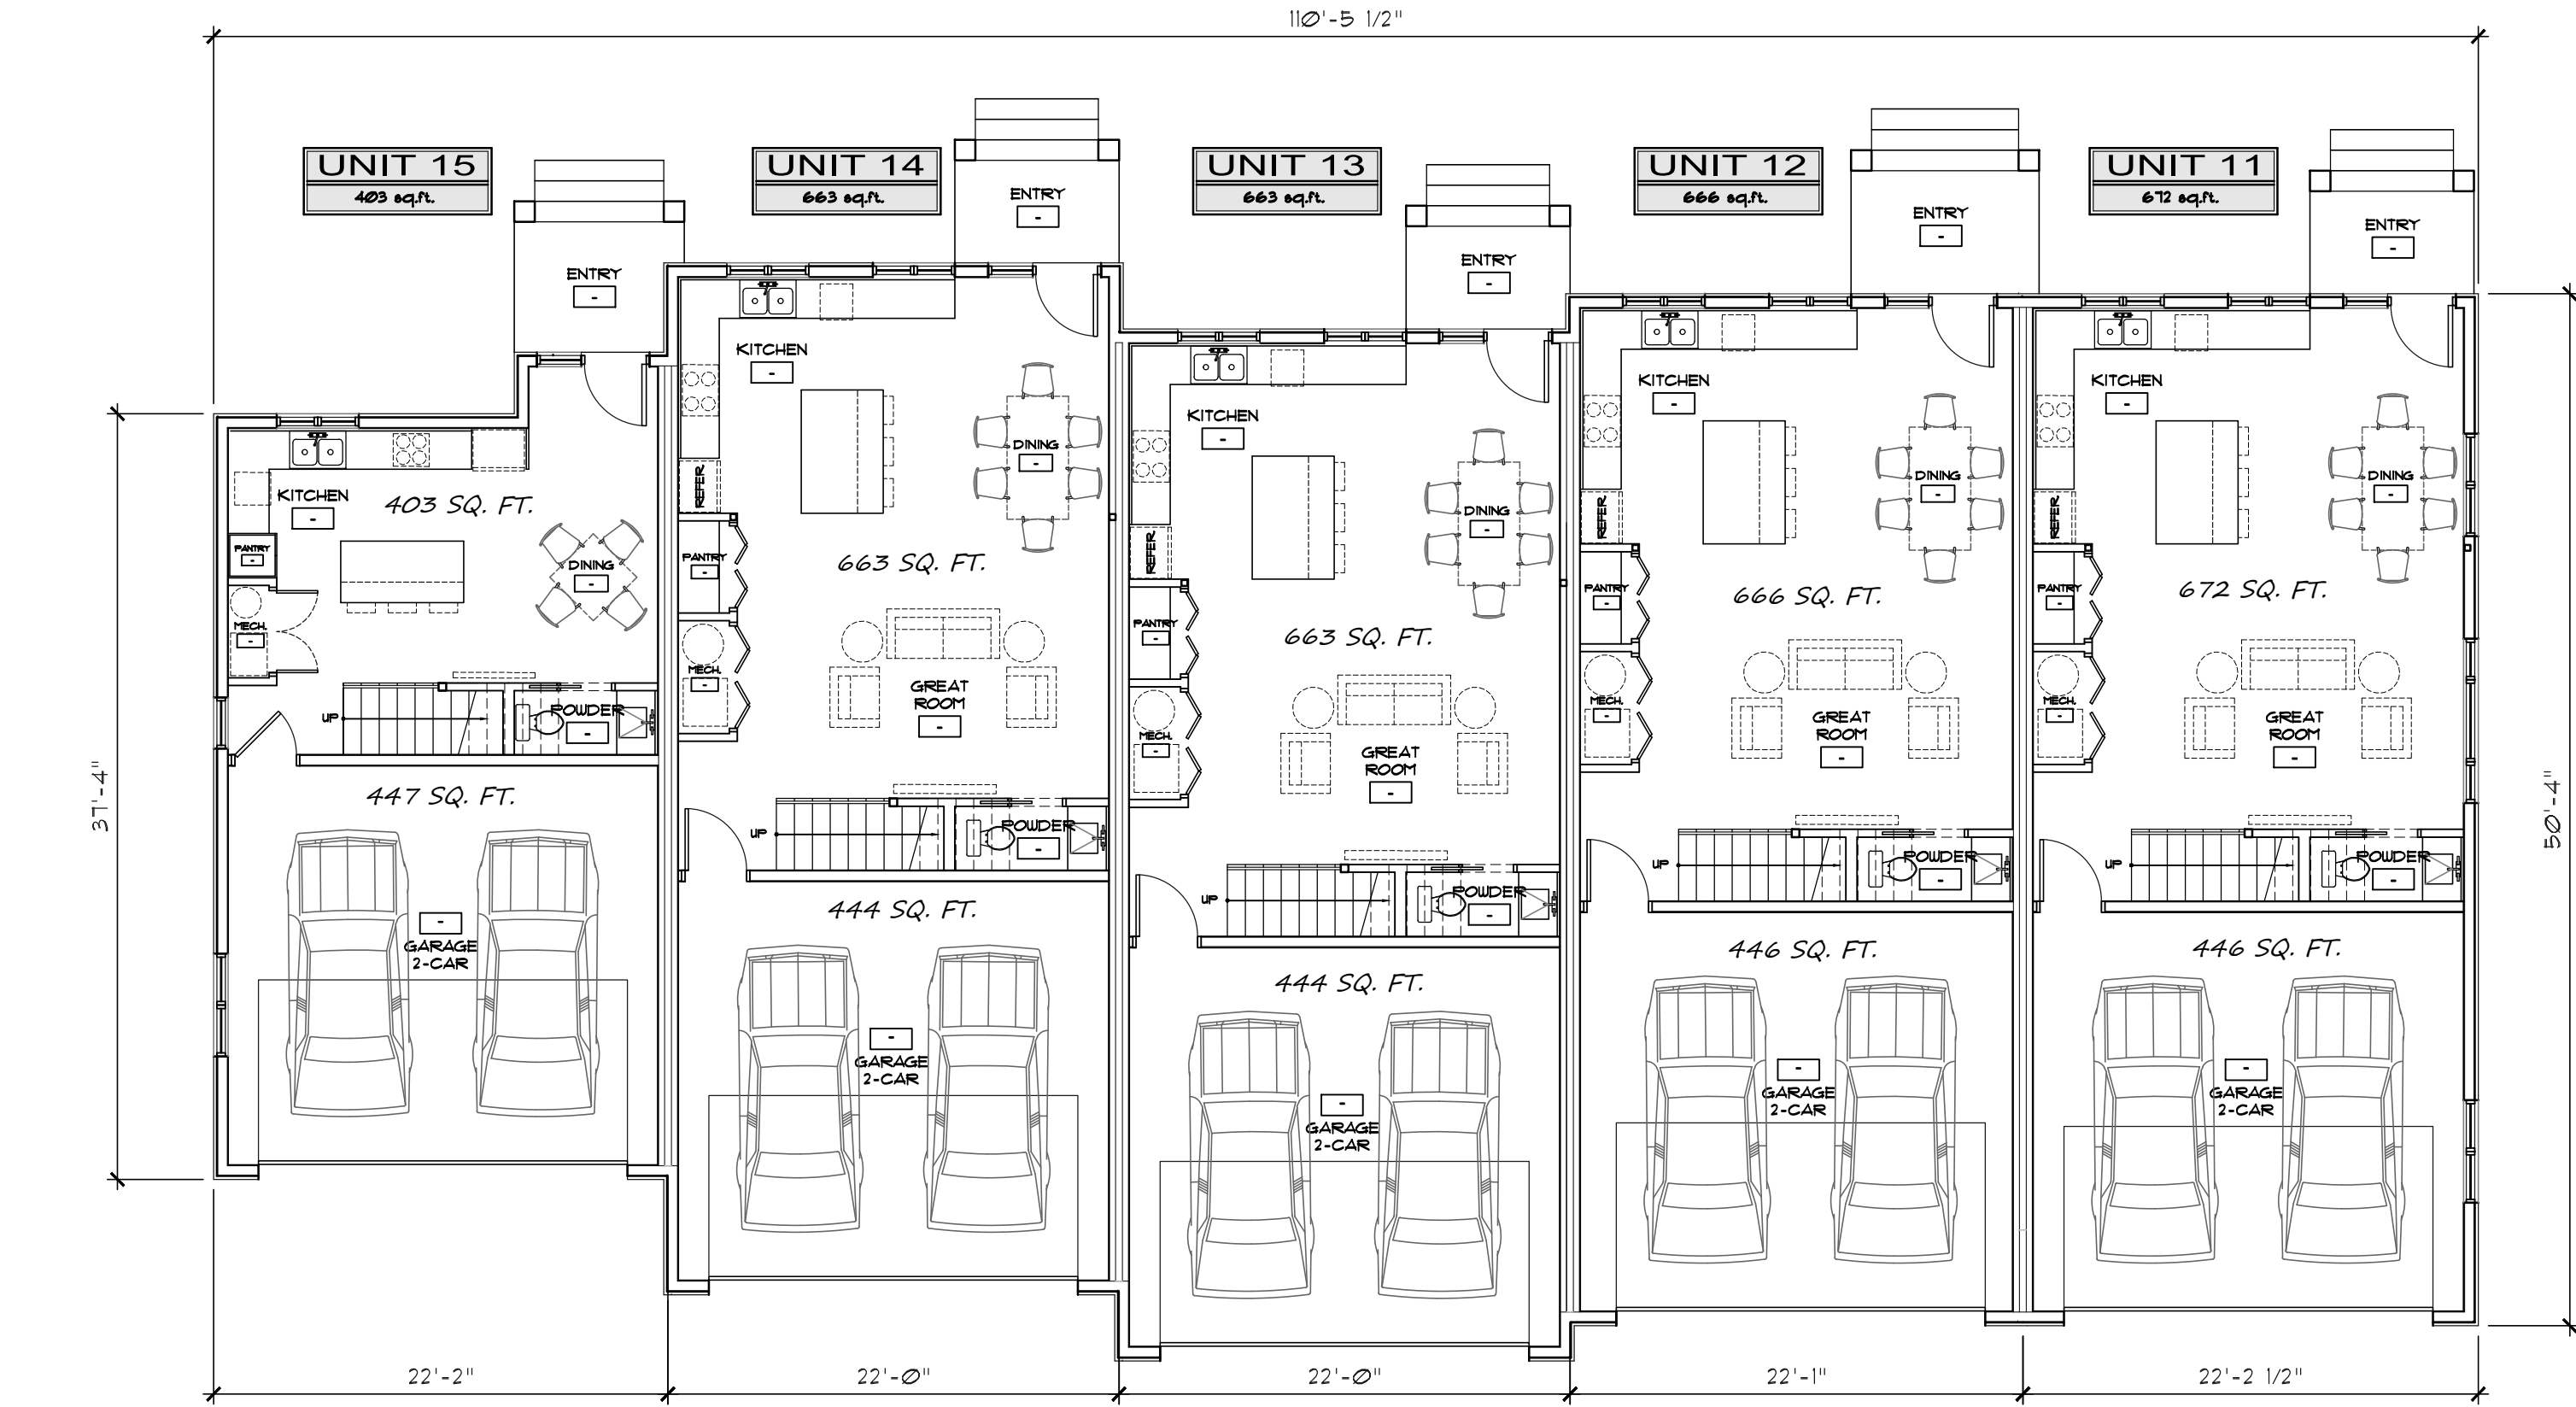 110'-5 1/2"
UNIT 15
403 sq.ft.
UNIT 14
663 sq.ft.
UNIT 13
663 sq.ft.
UNIT 12
666 sq.ft.
UNIT 11
672 sq.ft.
ENTRY
-
KITCHEN
-
403 SQ. FT.
PANTRY
-
DINING
-
MECH.
-
UP
POWDER
-
447 SQ. FT.
-
GARAGE
2-CAR
ENTRY
-
KITCHEN
-
DINING
-
REFER
PANTRY
-
663 SQ. FT.
MECH.
-
GREAT
ROOM
-
UP
POWDER
-
444 SQ. FT.
-
GARAGE
2-CAR
ENTRY
-
KITCHEN
-
DINING
-
REFER
PANTRY
-
663 SQ. FT.
MECH.
-
GREAT
ROOM
-
UP
POWDER
-
444 SQ. FT.
-
GARAGE
2-CAR
ENTRY
-
KITCHEN
-
DINING
-
REFER
PANTRY
-
666 SQ. FT.
MECH.
-
GREAT
ROOM
-
UP
POWDER
-
446 SQ. FT.
-
GARAGE
2-CAR
ENTRY
-
KITCHEN
-
DINING
-
REFER
PANTRY
-
672 SQ. FT.
MECH.
-
GREAT
ROOM
-
UP
POWDER
-
446 SQ. FT.
-
GARAGE
2-CAR
37'-4"
50'-4"
22'-2"
22'-0"
22'-0"
22'-1"
22'-2 1/2"